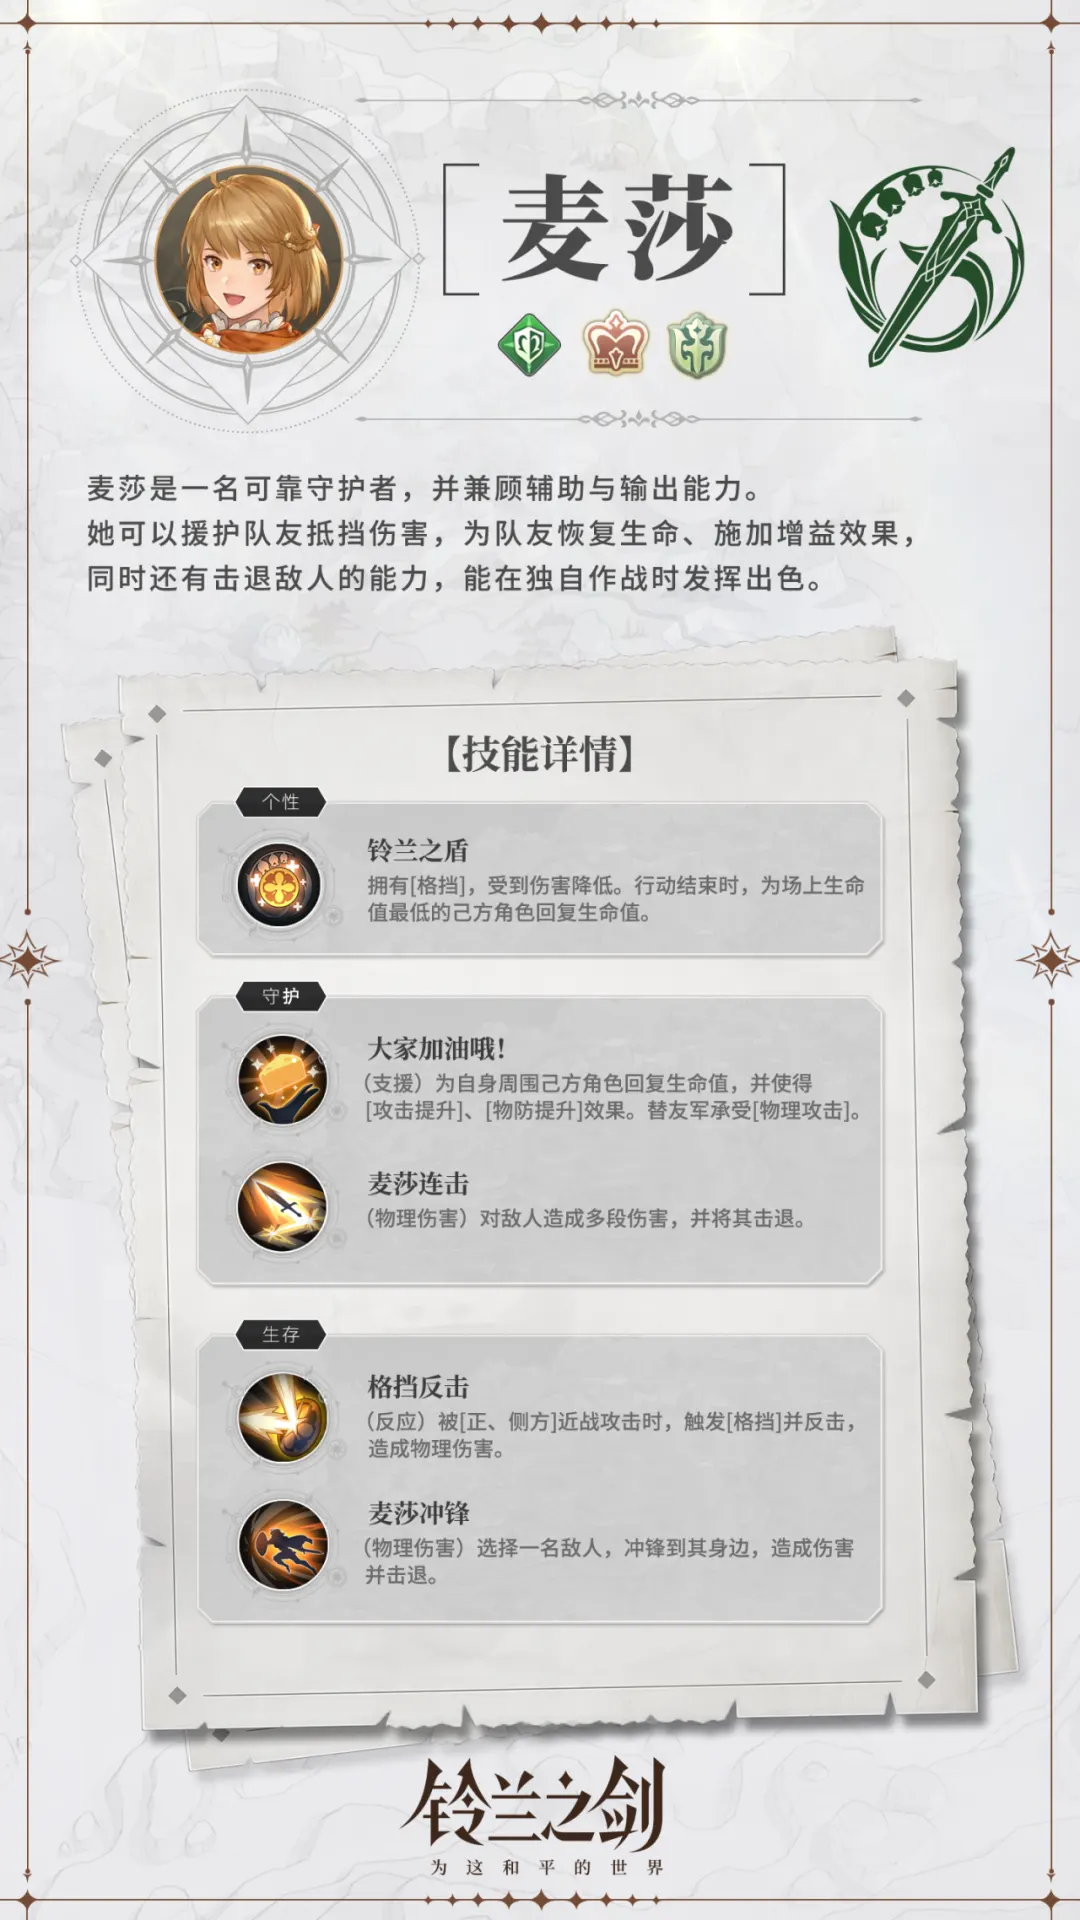 麦莎
麦莎是一名可靠守护者，并兼顾辅助与输出能力。
她可以援护队友抵挡伤害，为队友恢复生命、施加增益效果，
同时还有击退敌人的能力，能在独自作战时发挥出色。
【技能详情】
个性
铃兰之盾
拥有[格挡]，受到伤害降低。行动结束时，为场上生命
值最低的己方角色回复生命值。
守护
大家加油哦！
（支援）为自身周围己方角色回复生命值，并使得
[攻击提升]、[物防提升]效果。替友军承受[物理攻击]。
麦莎连击
（物理伤害）对敌人造成多段伤害，并将其击退。
生存
格挡反击
（反应）被[正、侧方]近战攻击时，触发[格挡]并反击，
造成物理伤害。
麦莎冲锋
（物理伤害）选择一名敌人，冲锋到其身边，造成伤害
并击退。
铃兰之剑
为这和平的世界